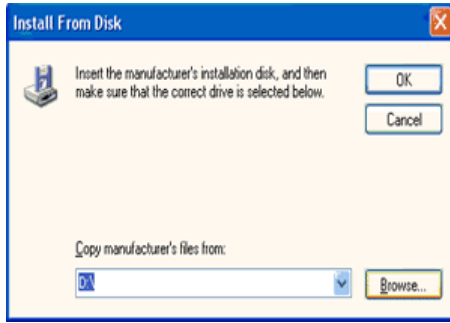 Install From Disk
Insert the manufacturer's installation disk, and then
make sure that the correct drive is selected below.
OK
Cancel
Copy manufacturer's files from:
D:\
Browse...